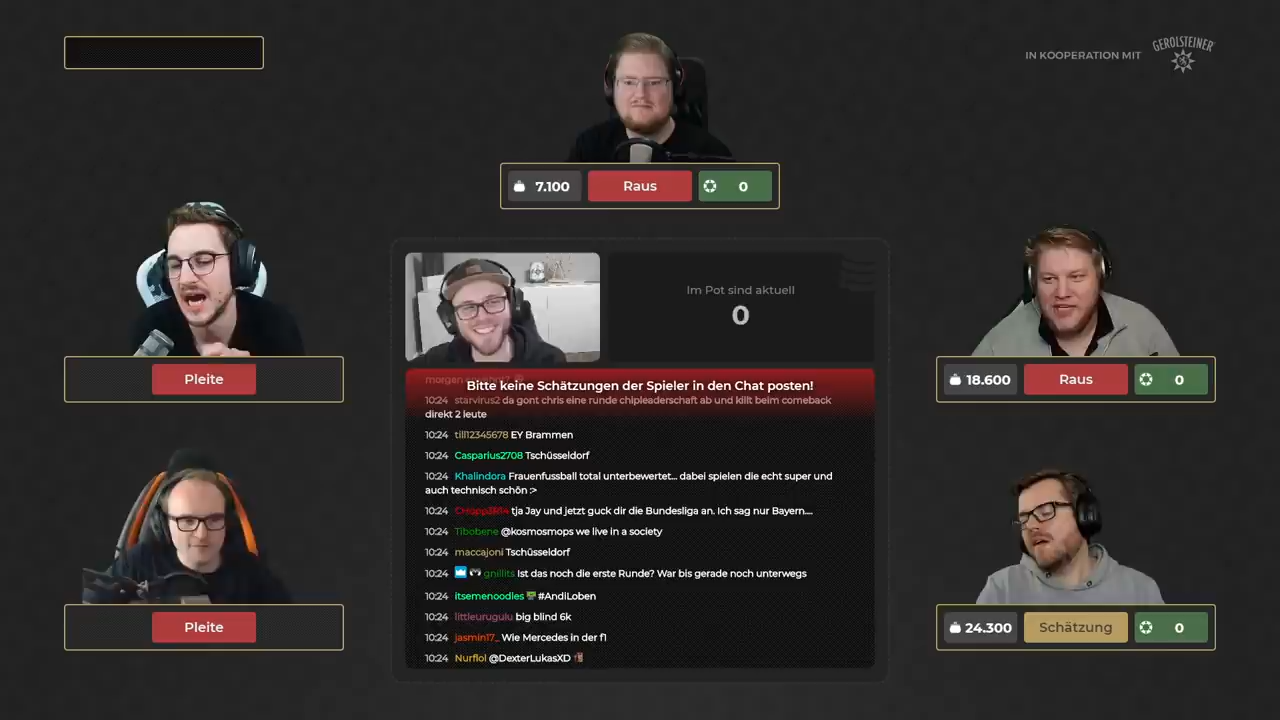 IN KOOPERATION MIT
GEROLSTEINER
7.100
Raus
0
Im Pot sind aktuell
0
Pleite
18.600
Raus
0
Bitte keine Schätzungen der Spieler in den Chat posten!
morgen
10:24 starvirus2 da gont chris eine runde chipleaderschaft ab und killt beim comeback
direkt 2 leute
10:24 till12345678 EY Brammen
10:24 Casparius2708 Tschüsseldorf
10:24 Khalindora Frauenfussball total unterbewertet... dabei spielen die echt super und
auch technisch schön :>
10:24 tja Jay und jetzt guck dir die Bundesliga an. Ich sag nur Bayern....
10:24 Tibobene @kosmosmops we live in a society
10:24 maccajoni Tschüsseldorf
10:24 gnillits Ist das noch die erste Runde? War bis gerade noch unterwegs
10:24 itsemenoodles #AndiLoben
10:24 littleurugulu big blind 6k
10:24 jasmin17_ Wie Mercedes in der f1
10:24 Nurflol @DexterLukasXD
Pleite
24.300
Schätzung
0